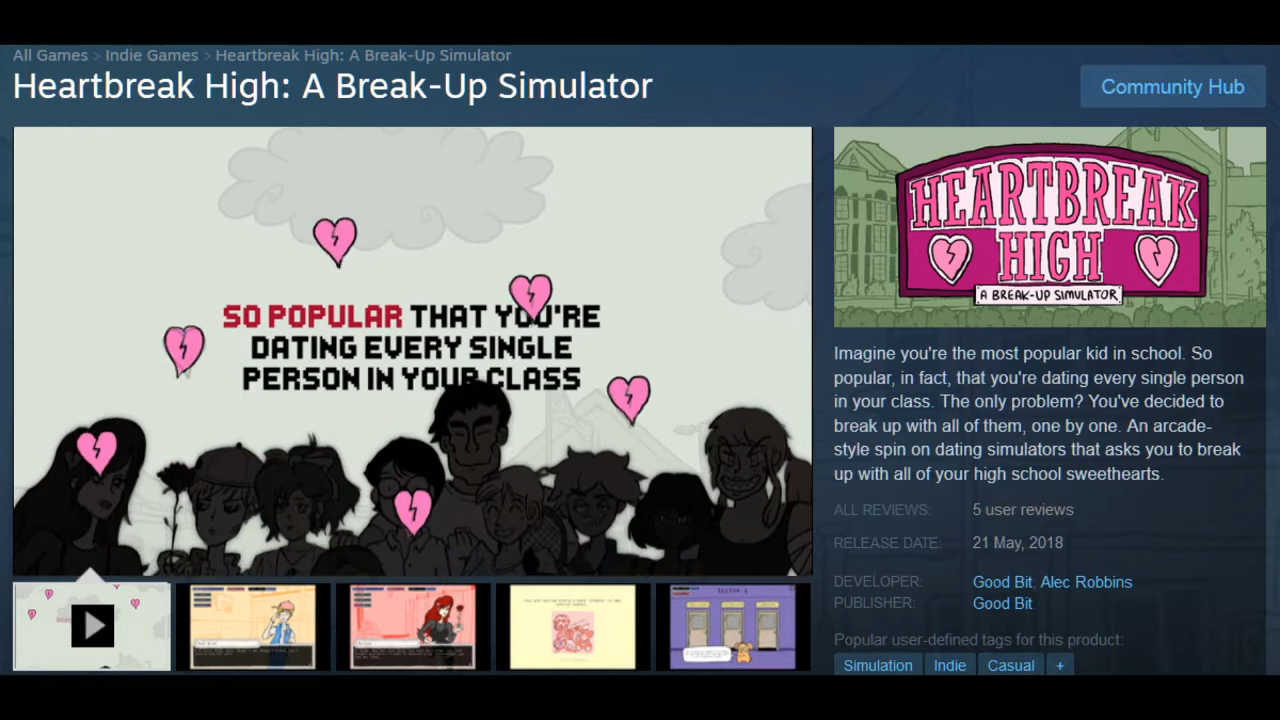 All Games > Indie Games > Heartbreak High: A Break-Up Simulator
Heartbreak High: A Break-Up Simulator
Community Hub
SO POPULAR THAT YOU'RE
DATING EVERY SINGLE
PERSON IN YOUR CLASS
HEARTBREAK
HIGH
A BREAK-UP SIMULATOR
Imagine you're the most popular kid in school. So
popular, in fact, that you're dating every single person
in your class. The only problem? You've decided to
break up with all of them, one by one. An arcade-
style spin on dating simulators that asks you to break
up with all of your high school sweethearts.
ALL REVIEWS: 5 user reviews
RELEASE DATE: 21 May, 2018
DEVELOPER: Good Bit, Alec Robbins
PUBLISHER: Good Bit
Popular user-defined tags for this product:
Simulation Indie Casual +